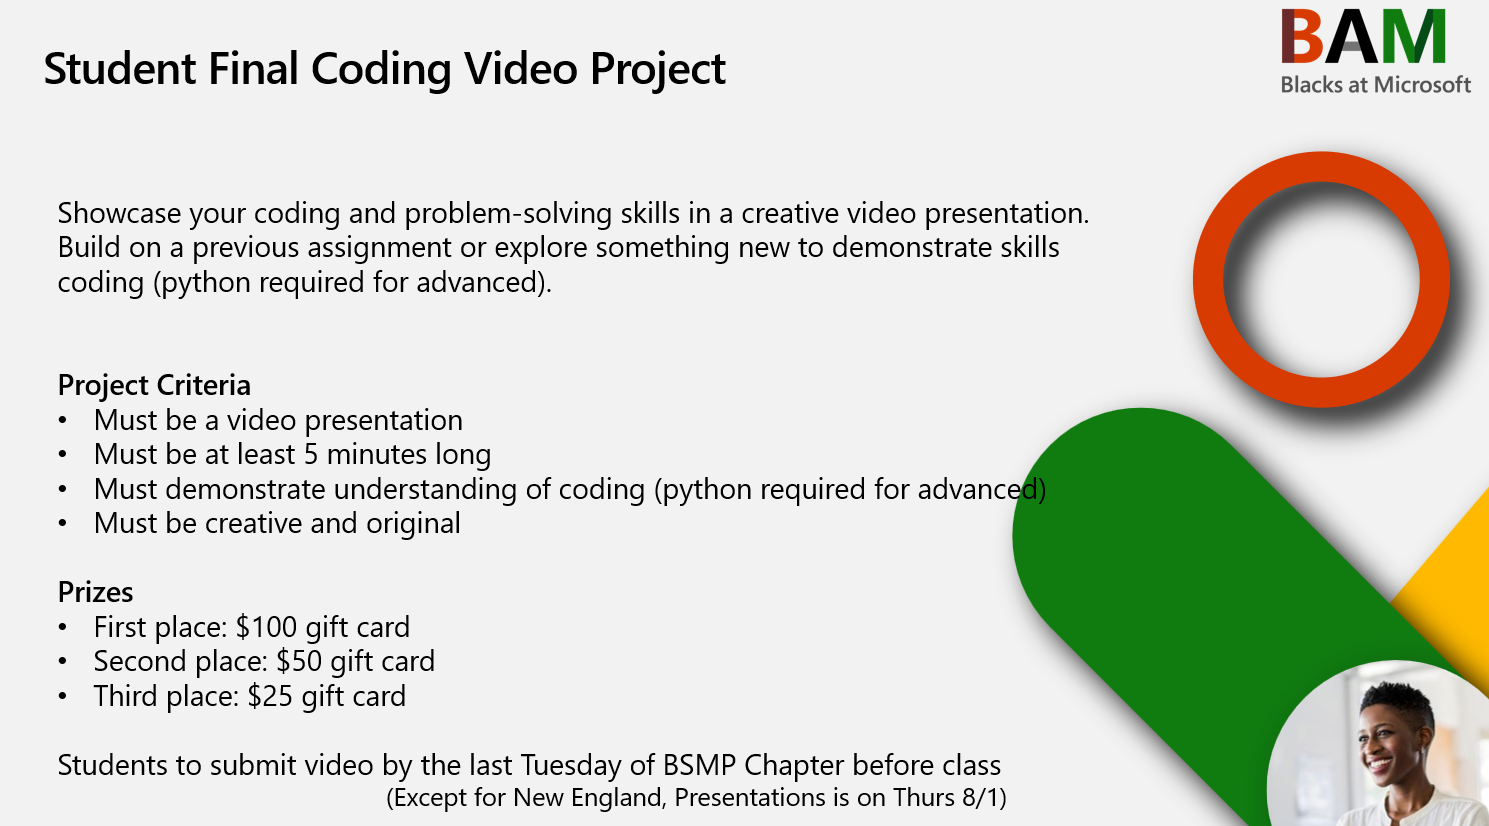 BAM
Blacks at Microsoft
Student Final Coding Video Project
Showcase your coding and problem-solving skills in a creative video presentation.
Build on a previous assignment or explore something new to demonstrate skills
coding (python required for advanced).
Project Criteria
• Must be a video presentation
• Must be at least 5 minutes long
• Must demonstrate understanding of coding (python required for advanced)
• Must be creative and original
Prizes
• First place: $100 gift card
• Second place: $50 gift card
• Third place: $25 gift card
Students to submit video by the last Tuesday of BSMP Chapter before class
(Except for New England, Presentations is on Thurs 8/1)